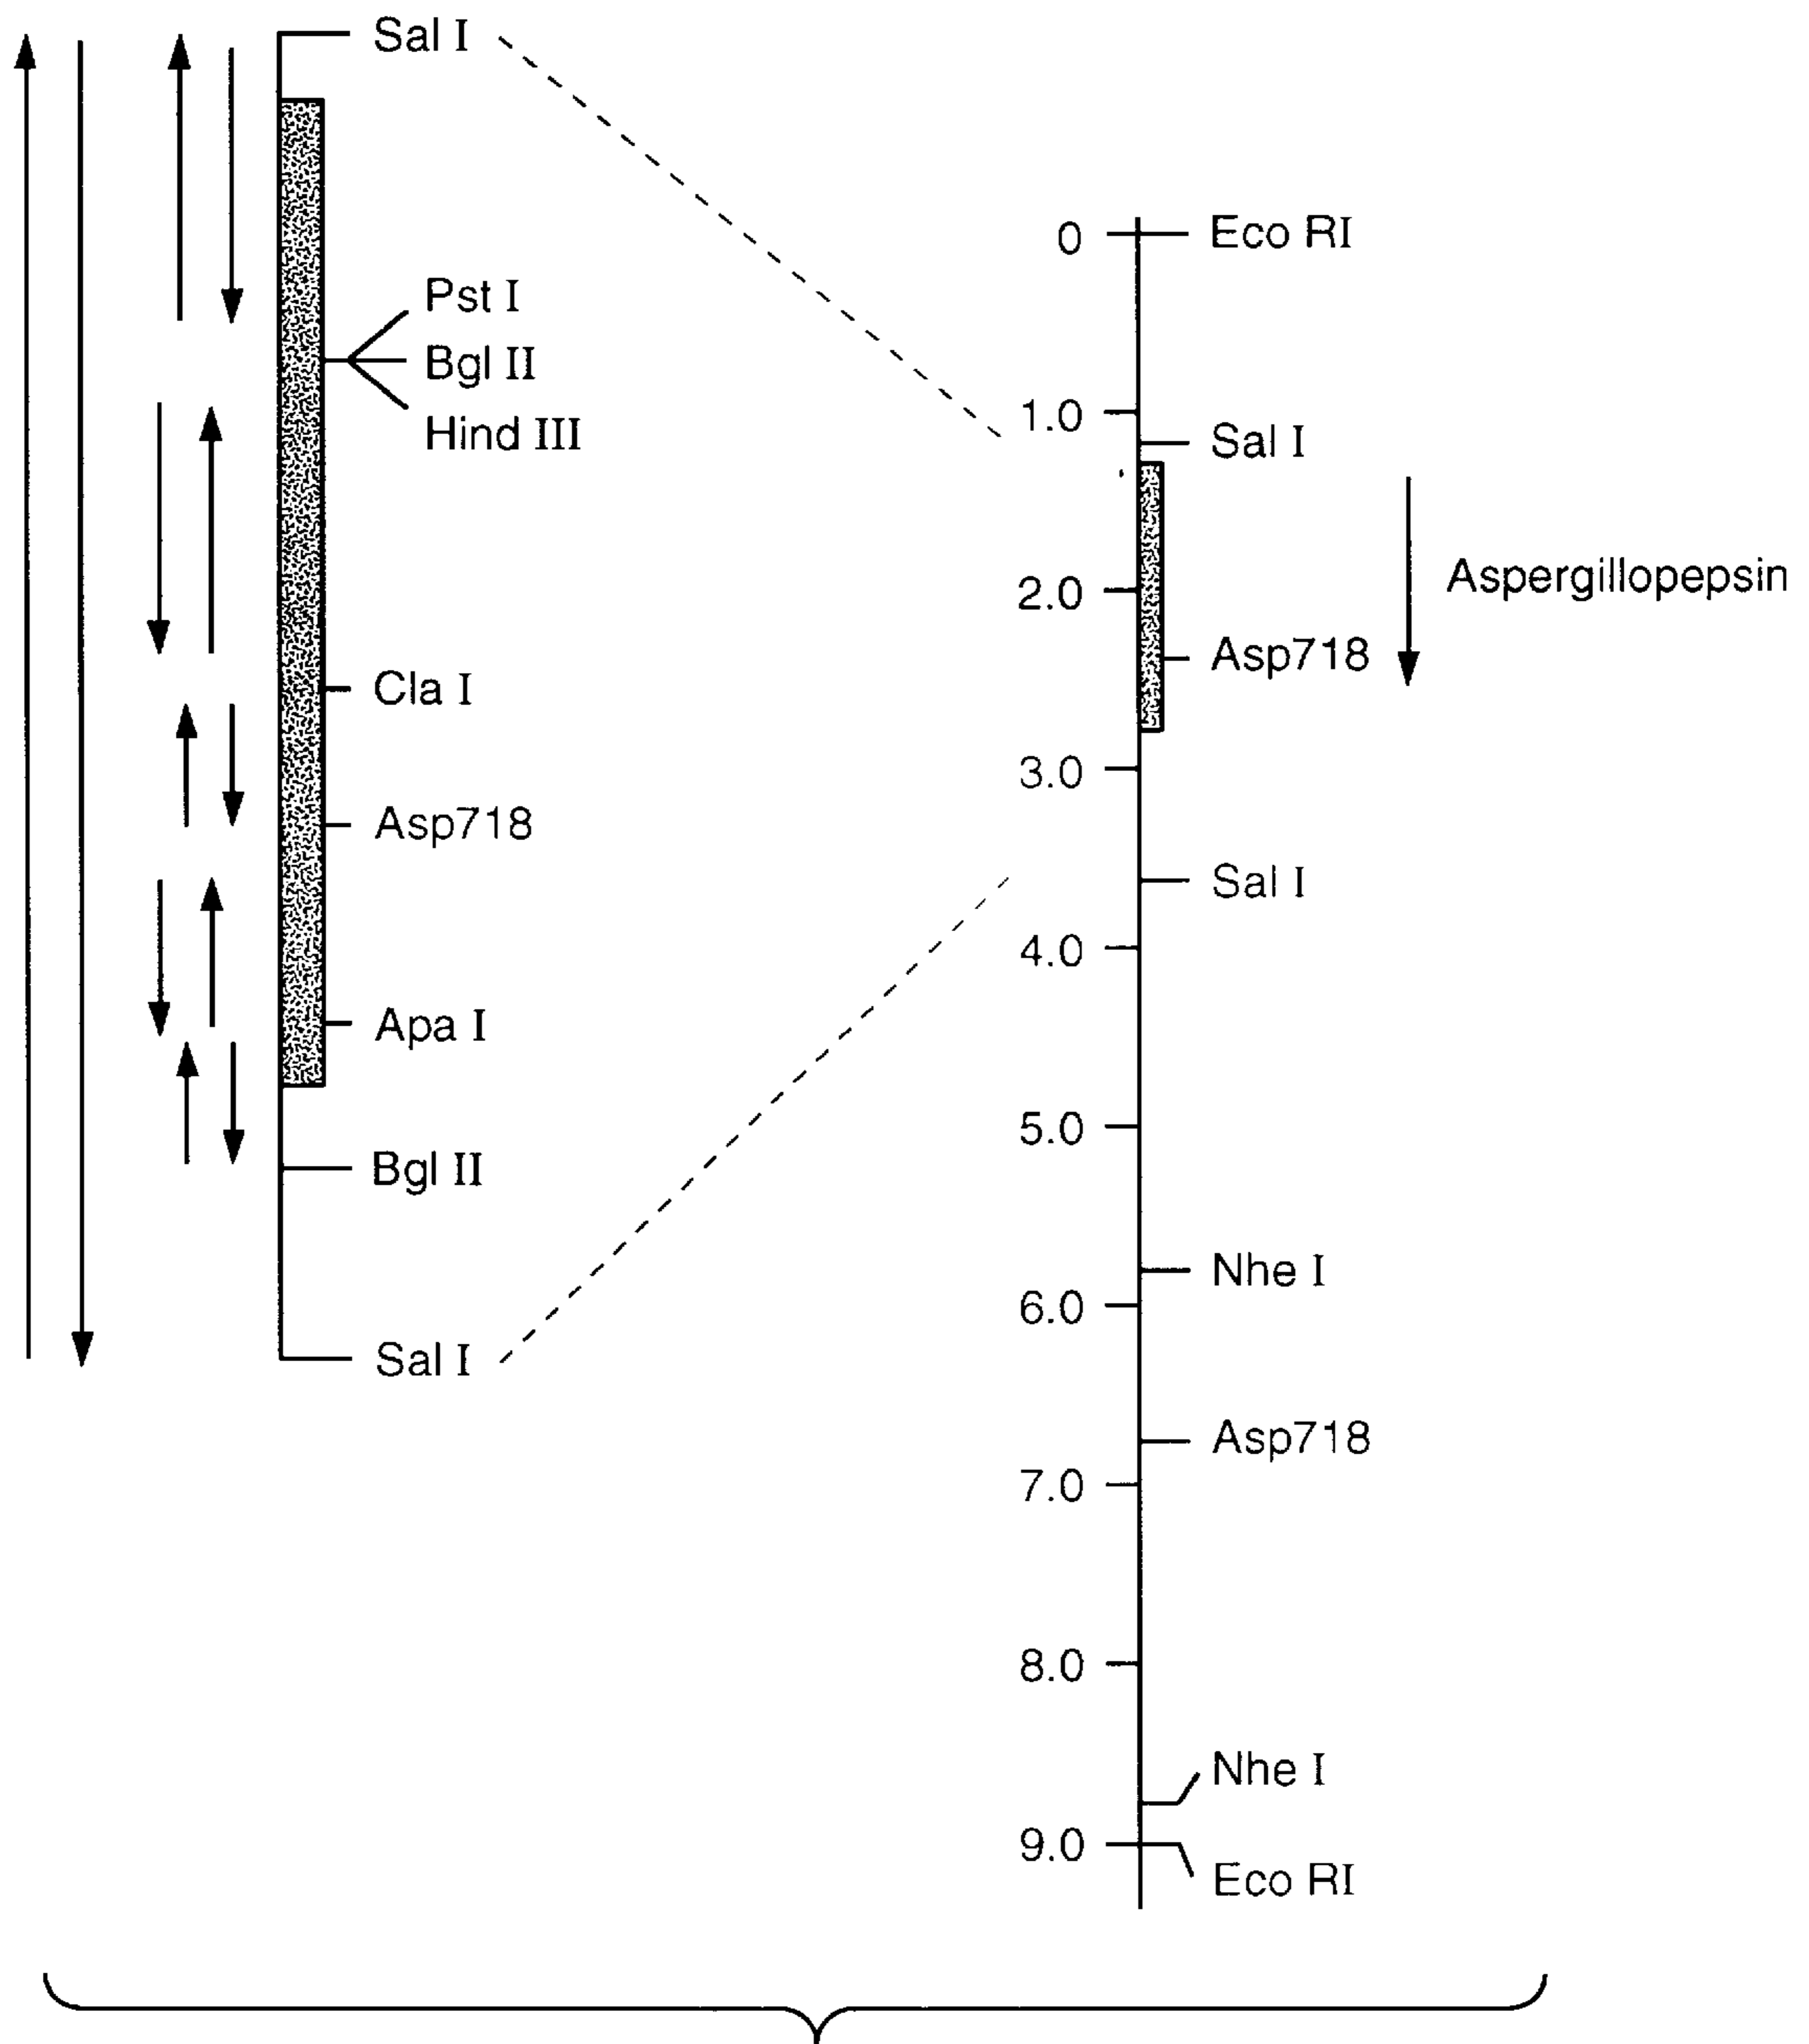 Sal I
Pst I
Bgl II
Hind III
Cla I
Asp718
Apa I
Bgl II
Sal I
0
Eco RI
1.0
Sal I
2.0
Aspergillopepsin
Asp718
3.0
Sal I
4.0
5.0
Nhe I
6.0
Asp718
7.0
8.0
Nhe I
9.0
Eco RI